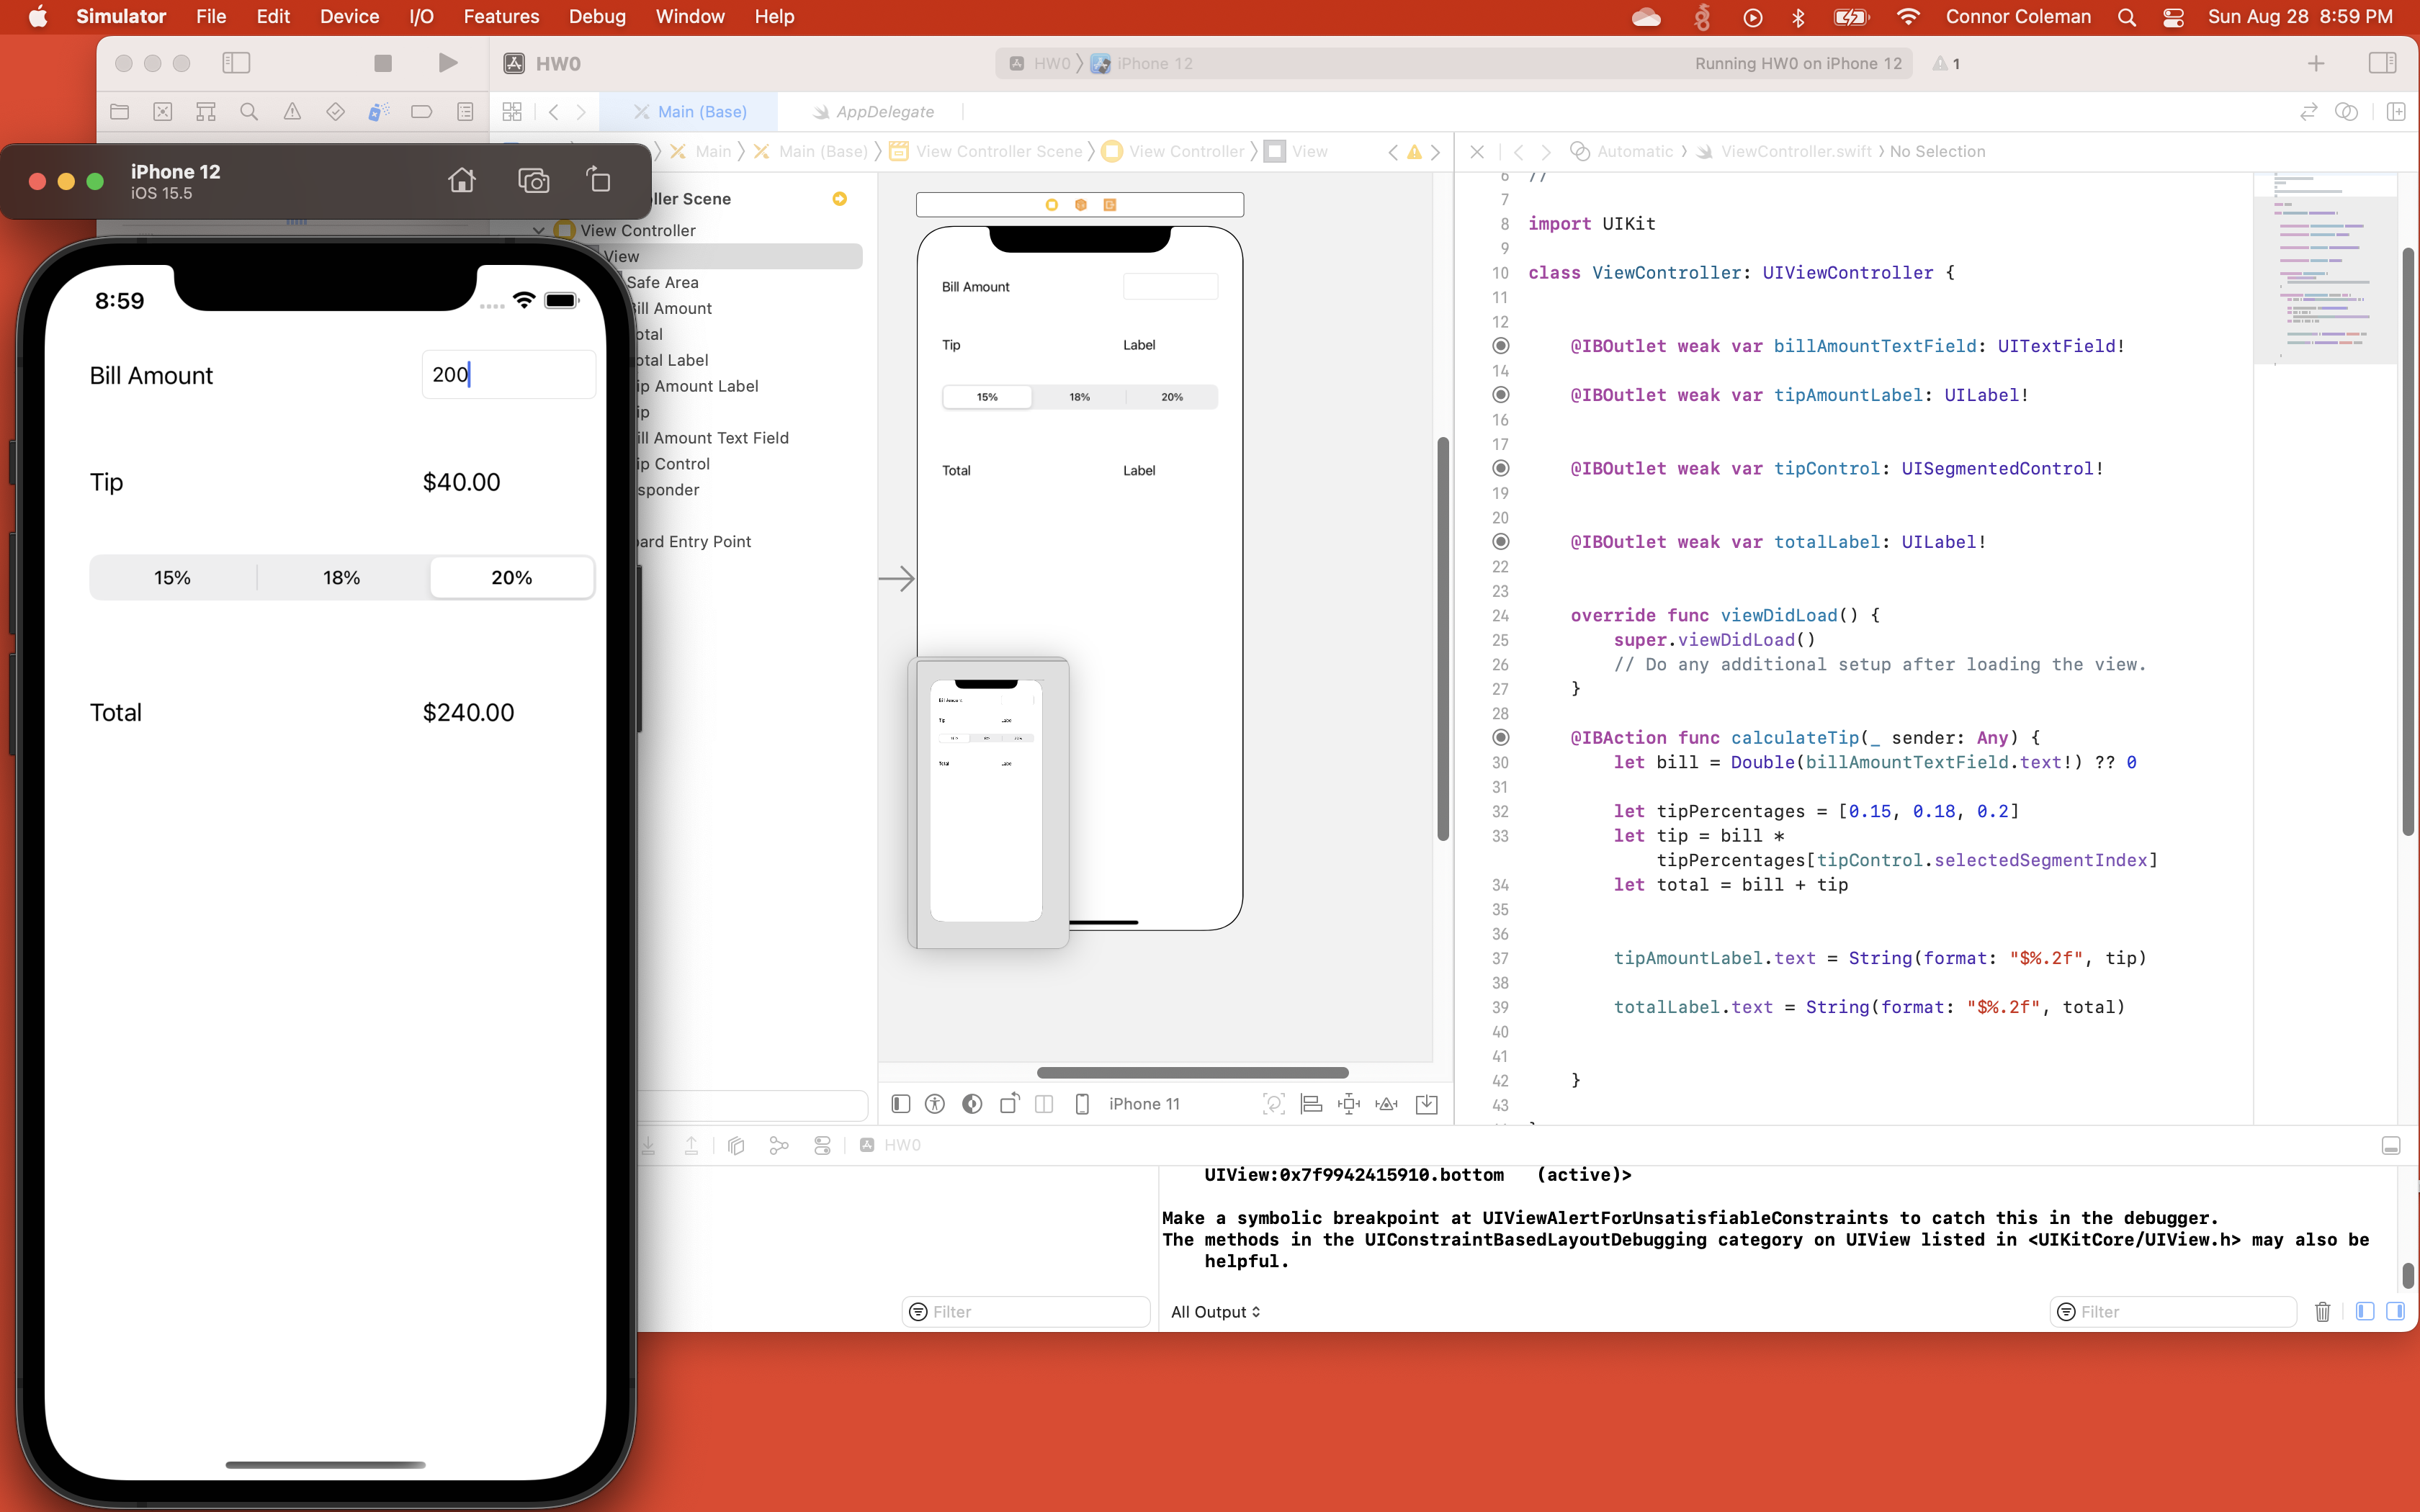 Simulator File Edit Device I/O Features Debug Window Help Connor Coleman Sun Aug 28 8:59 PM
HW0 HW0 iPhone 12 Running HW0 on iPhone 12 1
Main (Base) AppDelegate
Main Main (Base) View Controller Scene View Controller View
Automatic ViewController.swift No Selection
iPhone 12
iOS 15.5
8:59
Bill Amount 200
Tip $40.00
15% 18% 20%
Total $240.00
ller Scene
View Controller
View
Safe Area
ill Amount
otal
otal Label
ip Amount Label
ip
ill Amount Text Field
ip Control
sponder
ard Entry Point
Bill Amount
Tip Label
15% 18% 20%
Total Label
iPhone 11
6 //
7
8 import UIKit
9
10 class ViewController: UIViewController {
11
12
@IBOutlet weak var billAmountTextField: UITextField!
14
@IBOutlet weak var tipAmountLabel: UILabel!
16
17
@IBOutlet weak var tipControl: UISegmentedControl!
19
20
@IBOutlet weak var totalLabel: UILabel!
22
23
24 override func viewDidLoad() {
25 super.viewDidLoad()
26 // Do any additional setup after loading the view.
27 }
28
@IBAction func calculateTip(_ sender: Any) {
30 let bill = Double(billAmountTextField.text!) ?? 0
31
32 let tipPercentages = [0.15, 0.18, 0.2]
33 let tip = bill *
tipPercentages[tipControl.selectedSegmentIndex]
34 let total = bill + tip
35
36
37 tipAmountLabel.text = String(format: "$%.2f", tip)
38
39 totalLabel.text = String(format: "$%.2f", total)
40
41
42 }
43
HW0
UIView:0x7f9942415910.bottom (active)>
Make a symbolic breakpoint at UIViewAlertForUnsatisfiableConstraints to catch this in the debugger.
The methods in the UIConstraintBasedLayoutDebugging category on UIView listed in <UIKitCore/UIView.h> may also be
helpful.
Filter
All Output
Filter